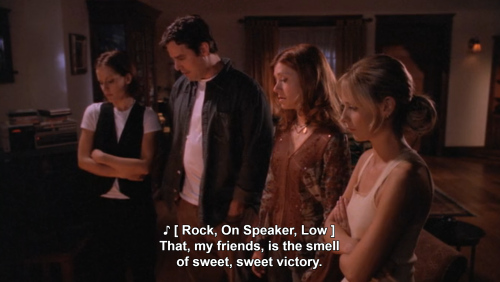 ♪ [ Rock, On Speaker, Low ]
That, my friends, is the smell
of sweet, sweet victory.